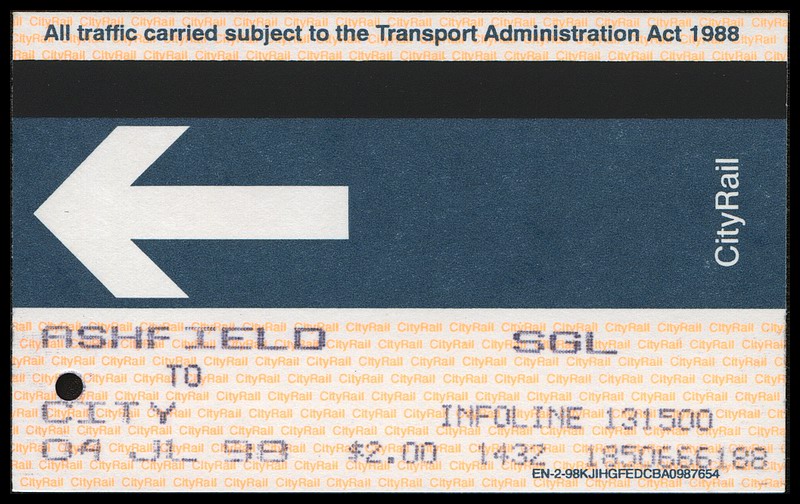 All traffic carried subject to the Transport Administration Act 1988
CityRail
ASHFIELD SGL
TO
CITY INFOLINE 131500
04 JL 98 $2.00 1432 1850666188
EN-2-98KJIHGFEDCBA0987654